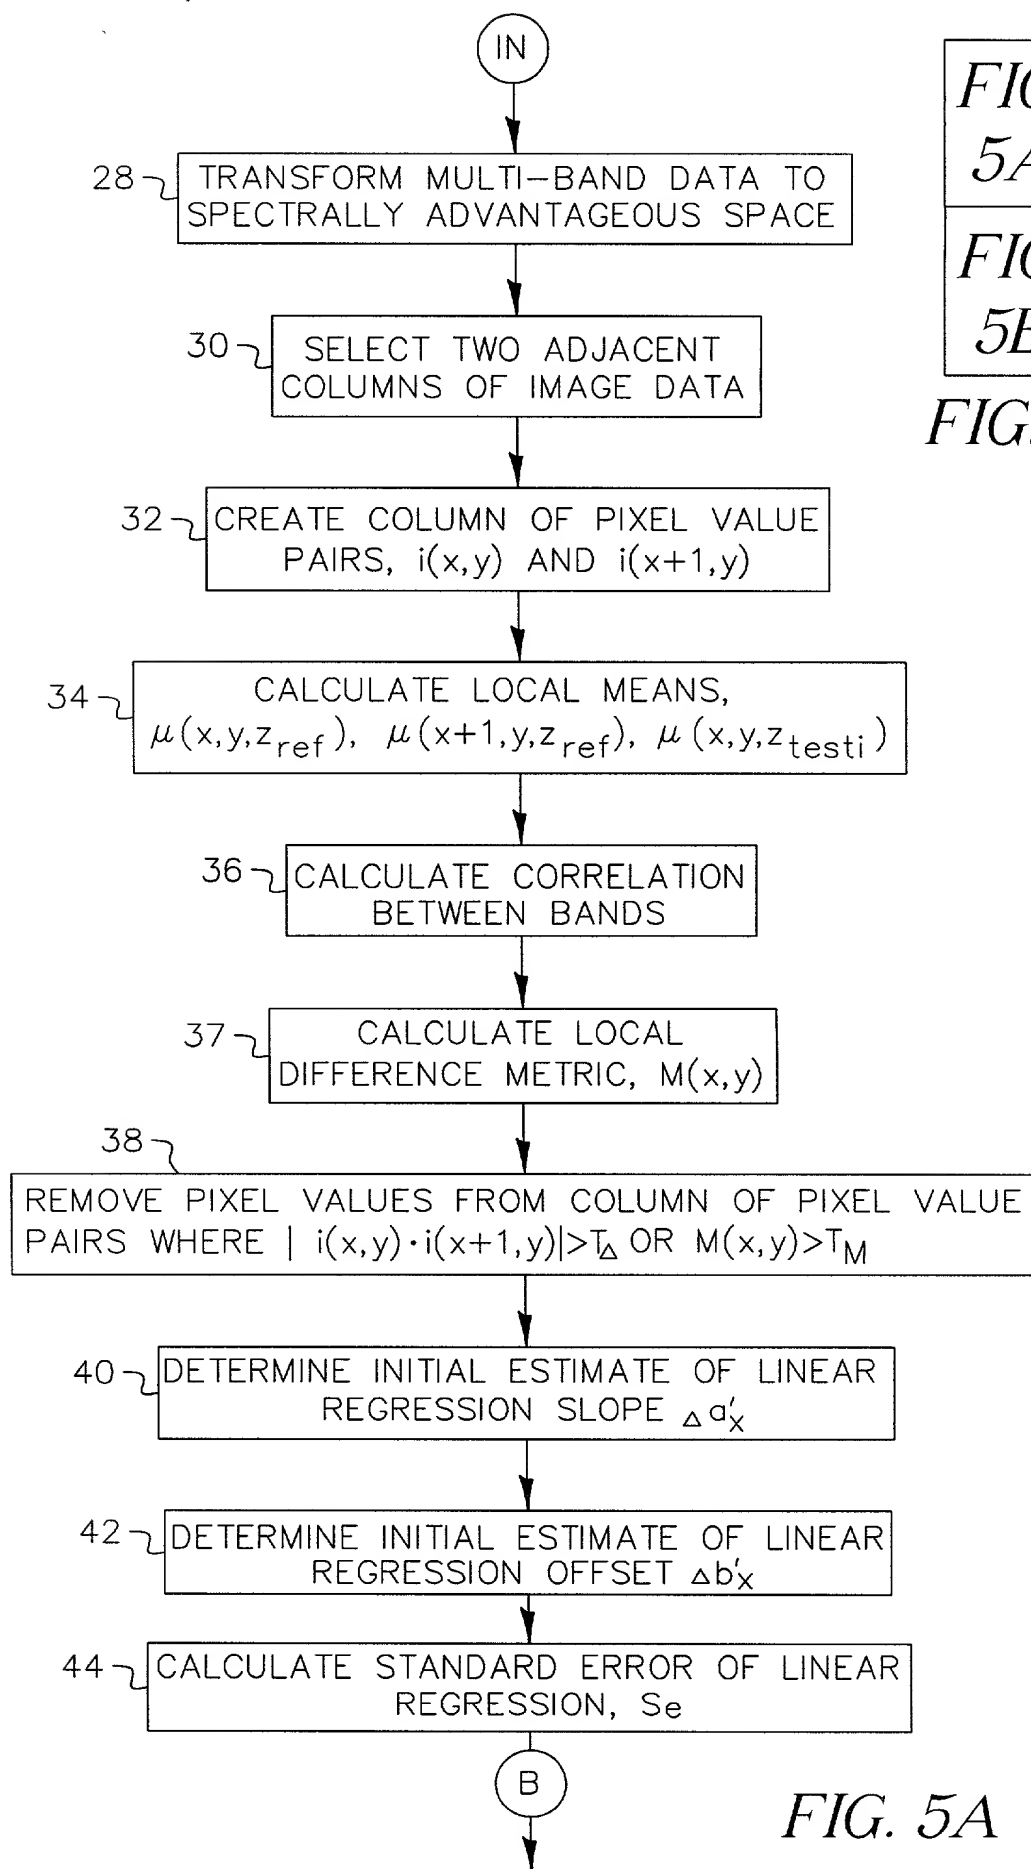 IN
28
TRANSFORM MULTI-BAND DATA TO
SPECTRALLY ADVANTAGEOUS SPACE
30
SELECT TWO ADJACENT
COLUMNS OF IMAGE DATA
32
CREATE COLUMN OF PIXEL VALUE
PAIRS, i(x,y) AND i(x+1,y)
34
CALCULATE LOCAL MEANS,
μ(x,y,z_ref), μ(x+1,y,z_ref), μ(x,y,z_testi)
36
CALCULATE CORRELATION
BETWEEN BANDS
37
CALCULATE LOCAL
DIFFERENCE METRIC, M(x,y)
38
REMOVE PIXEL VALUES FROM COLUMN OF PIXEL VALUE
PAIRS WHERE | i(x,y)·i(x+1,y)|>T_Δ OR M(x,y)>T_M
40
DETERMINE INITIAL ESTIMATE OF LINEAR
REGRESSION SLOPE Δa'_x
42
DETERMINE INITIAL ESTIMATE OF LINEAR
REGRESSION OFFSET Δb'_x
44
CALCULATE STANDARD ERROR OF LINEAR
REGRESSION, Se
B
FIG. 5A
FIG.